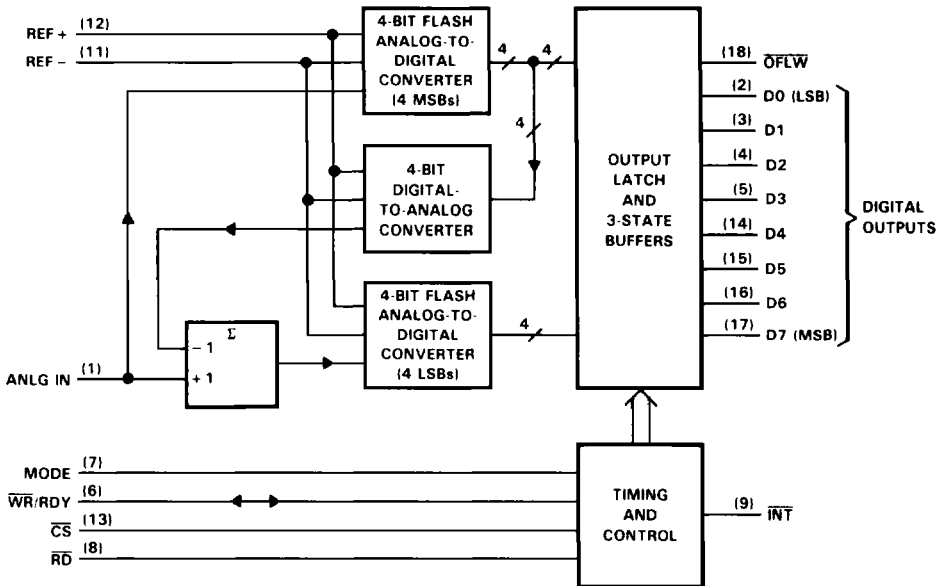 REF + (12)
REF − (11)
4-BIT FLASH
ANALOG-TO-
DIGITAL
CONVERTER
(4 MSBs)
4
4
4
4-BIT
DIGITAL-
TO-ANALOG
CONVERTER
4-BIT FLASH
ANALOG-TO-
DIGITAL
CONVERTER
(4 LSBs)
4
Σ
− 1
+ 1
ANLG IN (1)
OUTPUT
LATCH
AND
3-STATE
BUFFERS
(18) OFLW
(2) D0 (LSB)
(3) D1
(4) D2
(5) D3
(14) D4
(15) D5
(16) D6
(17) D7 (MSB)
DIGITAL
OUTPUTS
MODE (7)
WR/RDY (6)
CS (13)
RD (8)
TIMING
AND
CONTROL
(9) INT